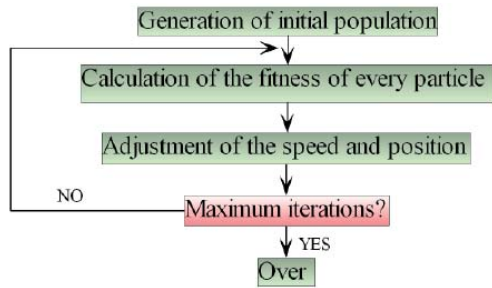 Generation of initial population
Calculation of the fitness of every particle
Adjustment of the speed and position
NO
Maximum iterations?
YES
Over